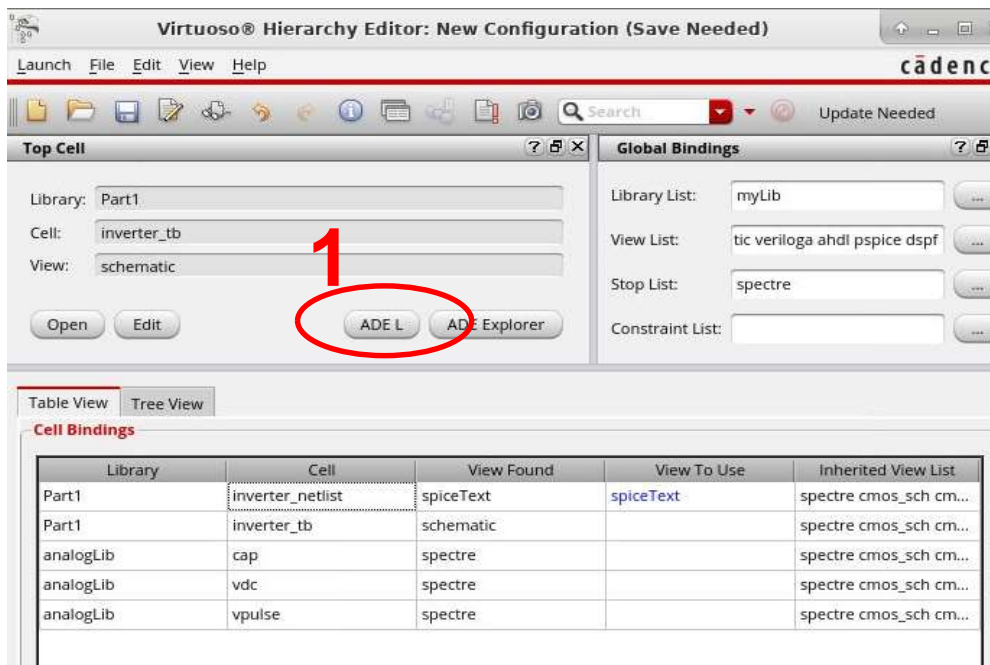 Virtuoso® Hierarchy Editor: New Configuration (Save Needed)
Launch File Edit View Help
cādenc
Search
Update Needed
Top Cell
Global Bindings
Library: Part1
Cell: inverter_tb
View: schematic
1
Open Edit ADE L ADE Explorer
Library List: myLib ...
View List: tic veriloga ahdl pspice dspf ...
Stop List: spectre ...
Constraint List: ...
Table View Tree View
Cell Bindings
Library Cell View Found View To Use Inherited View List
Part1 inverter_netlist spiceText spiceText spectre cmos_sch cm...
Part1 inverter_tb schematic spectre cmos_sch cm...
analogLib cap spectre spectre cmos_sch cm...
analogLib vdc spectre spectre cmos_sch cm...
analogLib vpulse spectre spectre cmos_sch cm...